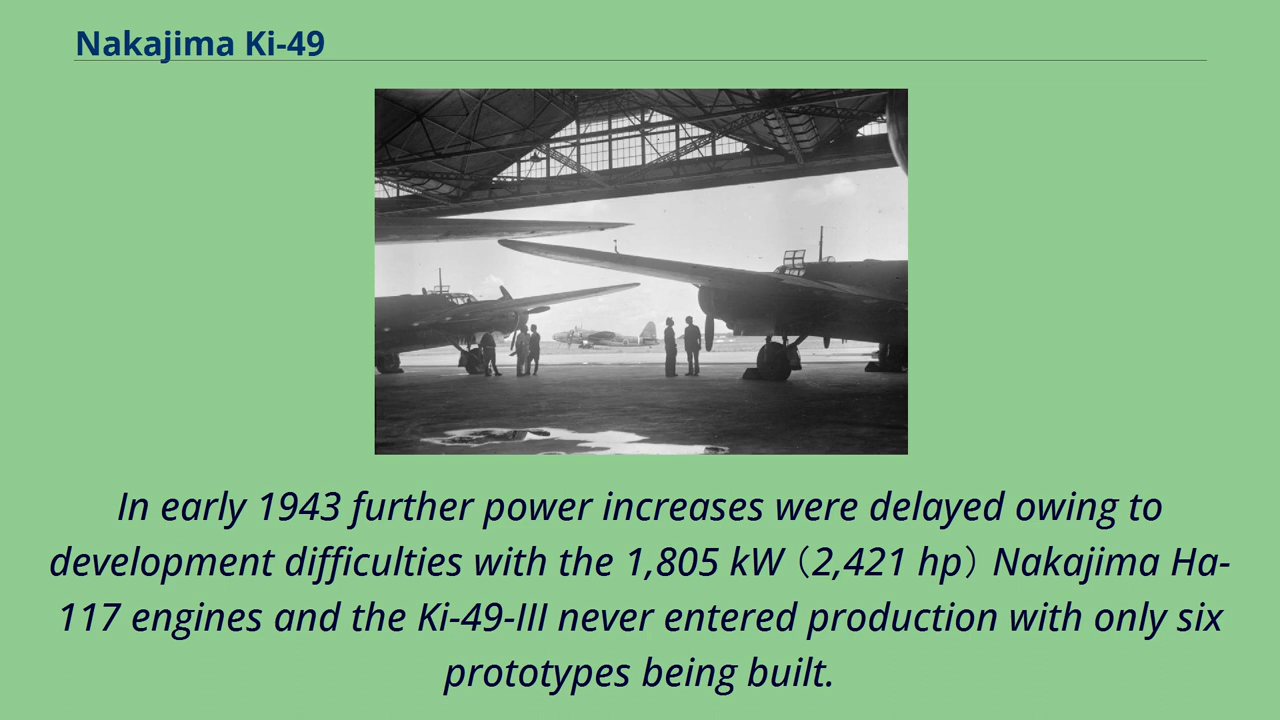 Nakajima Ki-49
In early 1943 further power increases were delayed owing to
development difficulties with the 1,805 kW（2,421 hp）Nakajima Ha-
117 engines and the Ki-49-III never entered production with only six
prototypes being built.